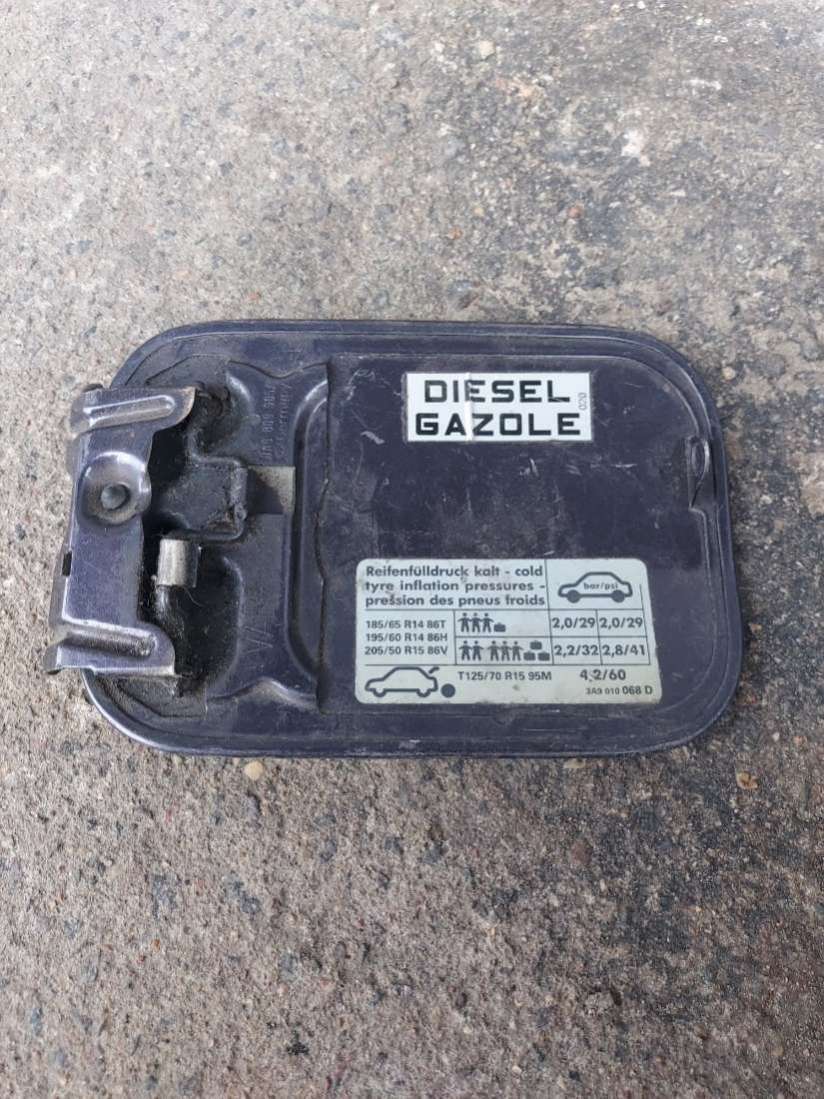 DIESEL
GAZOLE
020
Reifenfülldruck kalt - cold
tyre inflation pressures -
pression des pneus froids
bar/psi
185/65 R14 86T
195/60 R14 86H
205/50 R15 86V
2,0/29 2,0/29
2,2/32 2,8/41
T125/70 R15 95M 4,2/60
3A9 010 068 D